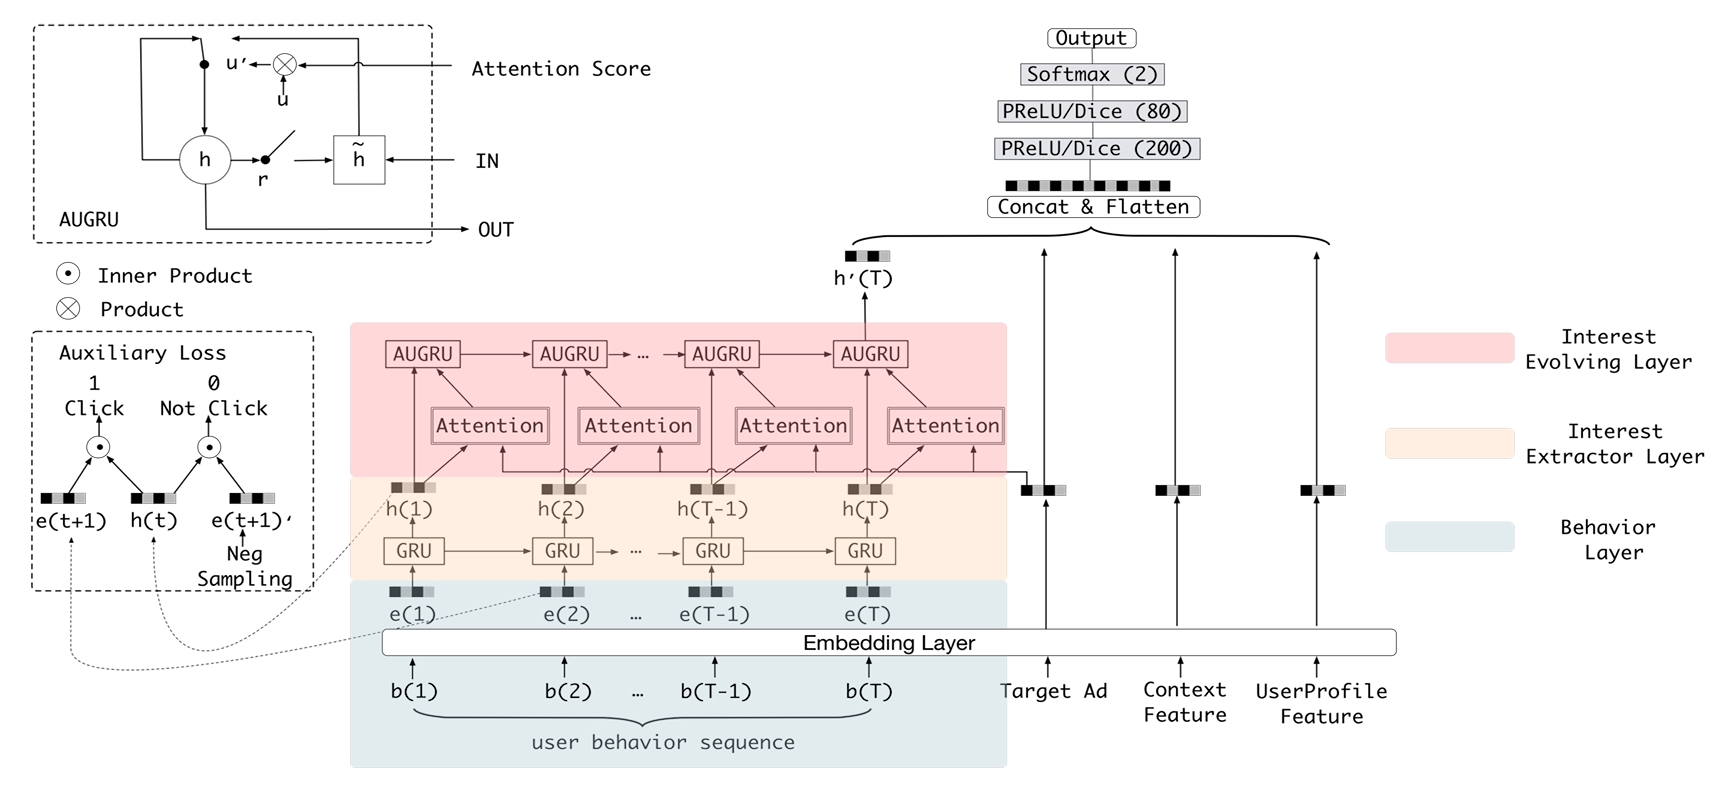 Output
Softmax (2)
PReLU/Dice (80)
PReLU/Dice (200)
Concat & Flatten
u′
u
Attention Score
h
r
h̃
IN
AUGRU
OUT
Inner Product
Product
h′(T)
Auxiliary Loss
1
Click
0
Not Click
e(t+1)
h(t)
e(t+1)′
Neg
Sampling
AUGRU
AUGRU
...
AUGRU
AUGRU
Attention
Attention
Attention
Attention
h(1)
h(2)
h(T-1)
h(T)
GRU
GRU
...
GRU
GRU
e(1)
e(2)
...
e(T-1)
e(T)
Embedding Layer
b(1)
b(2)
...
b(T-1)
b(T)
Target Ad
Context
Feature
UserProfile
Feature
user behavior sequence
Interest
Evolving Layer
Interest
Extractor Layer
Behavior
Layer